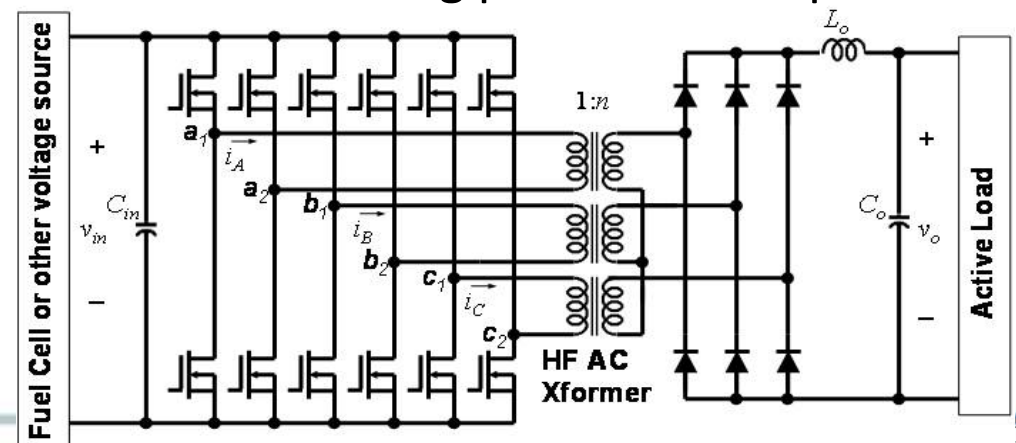 Fuel Cell or other voltage source
+
v_in
−
C_in
a_1
i_A
a_2
b_1
i_B
b_2
c_1
i_C
c_2
1:n
HF AC
Xformer
L_o
C_o
+
v_o
−
Active Load